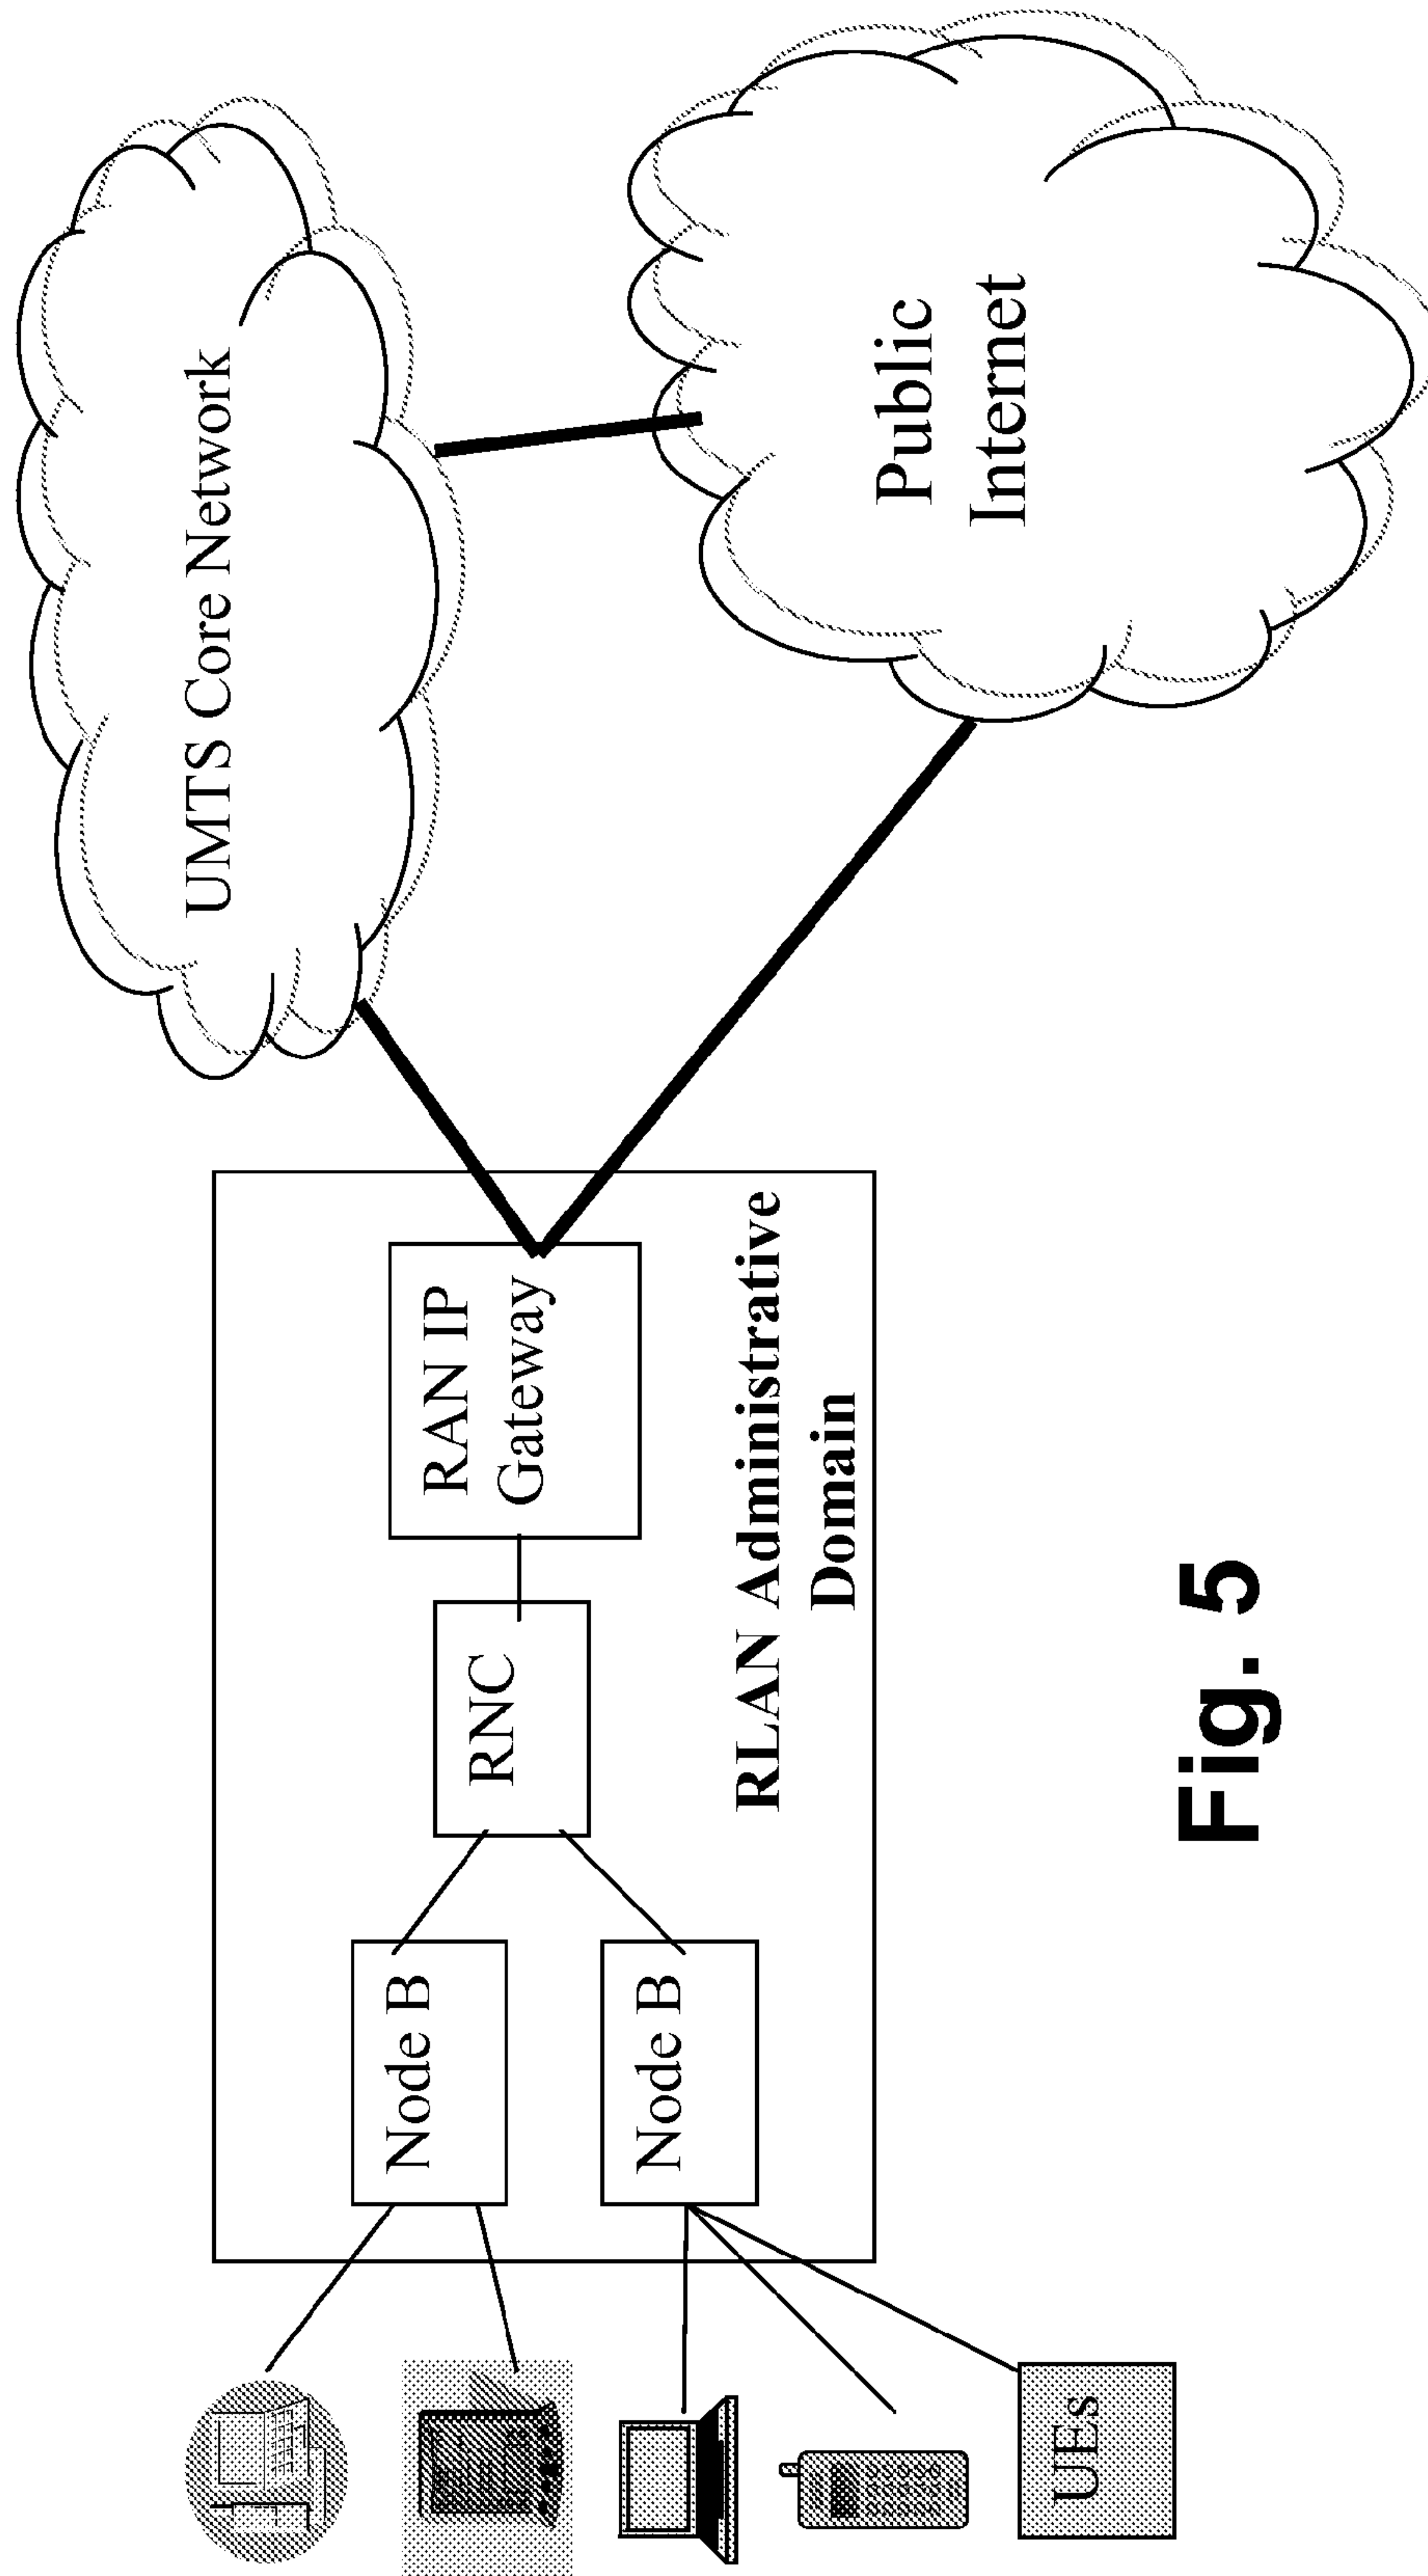 UMTS Core Network
RAN IP
Gateway
RNC
Node B
Node B
RLAN Administrative
Domain
Public
Internet
UEs
Fig. 5